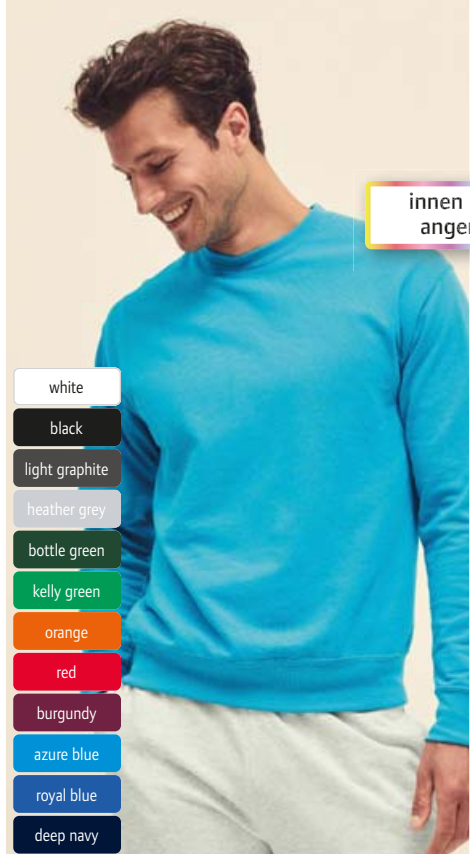 innen
white
black
light graphite
heather grey
bottle green
kelly green
orange
red
burgundy
azure blue
royal blue
deep navy